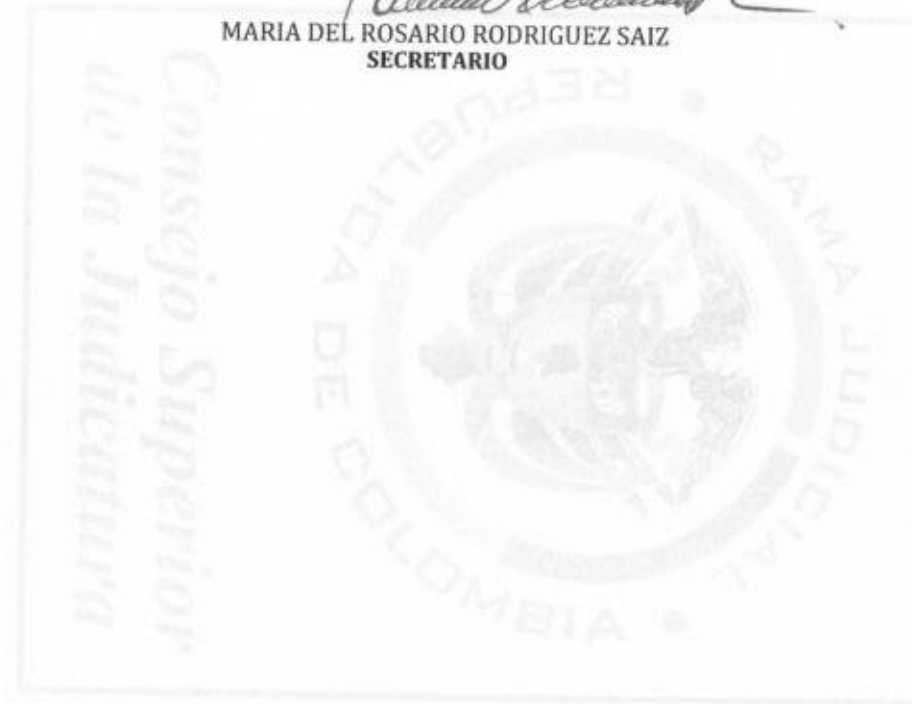 MARIA DEL ROSARIO RODRIGUEZ SAIZ
SECRETARIO
Consejo Superior
de la Judicatura
REPUBLICA DE COLOMBIA
RAMA JUDICIAL